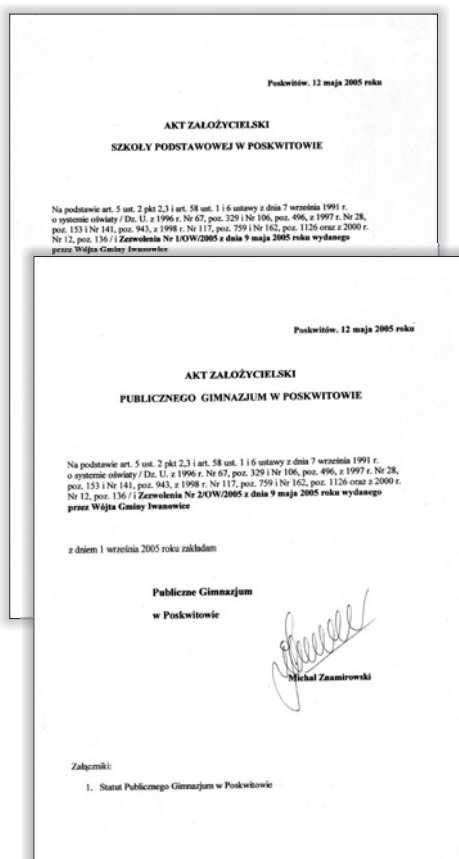 Poskwitów. 12 maja 2005 roku
AKT ZAŁOŻYCIELSKI
SZKOŁY PODSTAWOWEJ W POSKWITOWIE
Na podstawie art. 5 ust. 2 pkt 2,3 i art. 58 ust. 1 i 6 ustawy z dnia 7 września 1991 r.
o systemie oświaty / Dz. U. z 1996 r. Nr 67, poz. 329 i Nr 106, poz. 496, z 1997 r. Nr 28,
poz. 153 i Nr 141, poz. 943, z 1998 r. Nr 117, poz. 759 i Nr 162, poz. 1126 oraz z 2000 r.
Nr 12, poz. 136 / i Zezwolenia Nr 1/OW/2005 z dnia 9 maja 2005 roku wydanego
przez Wójta Gminy Iwanowice
Poskwitów. 12 maja 2005 roku
AKT ZAŁOŻYCIELSKI
PUBLICZNEGO GIMNAZJUM W POSKWITOWIE
Na podstawie art. 5 ust. 2 pkt 2,3 i art. 58 ust. 1 i 6 ustawy z dnia 7 września 1991 r.
o systemie oświaty / Dz. U. z 1996 r. Nr 67, poz. 329 i Nr 106, poz. 496, z 1997 r. Nr 28,
poz. 153 i Nr 141, poz. 943, z 1998 r. Nr 117, poz. 759 i Nr 162, poz. 1126 oraz z 2000 r.
Nr 12, poz. 136 / i Zezwolenia Nr 2/OW/2005 z dnia 9 maja 2005 roku wydanego
przez Wójta Gminy Iwanowice
z dniem 1 września 2005 roku zakładam
Publiczne Gimnazjum
w Poskwitowie
Michał Znamirowski
Załączniki:
1. Statut Publicznego Gimnazjum w Poskwitowie